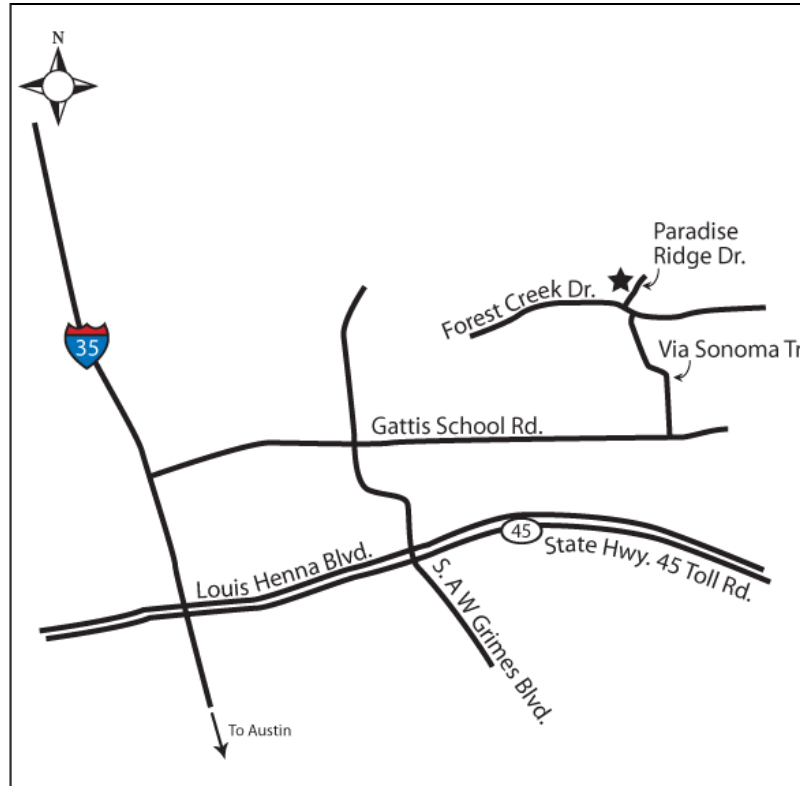 N
Paradise
Ridge Dr.
Forest Creek Dr.
35
Via Sonoma Tr
Gattis School Rd.
45
State Hwy. 45 Toll Rd.
Louis Henna Blvd.
S. A W Grimes Blvd.
To Austin